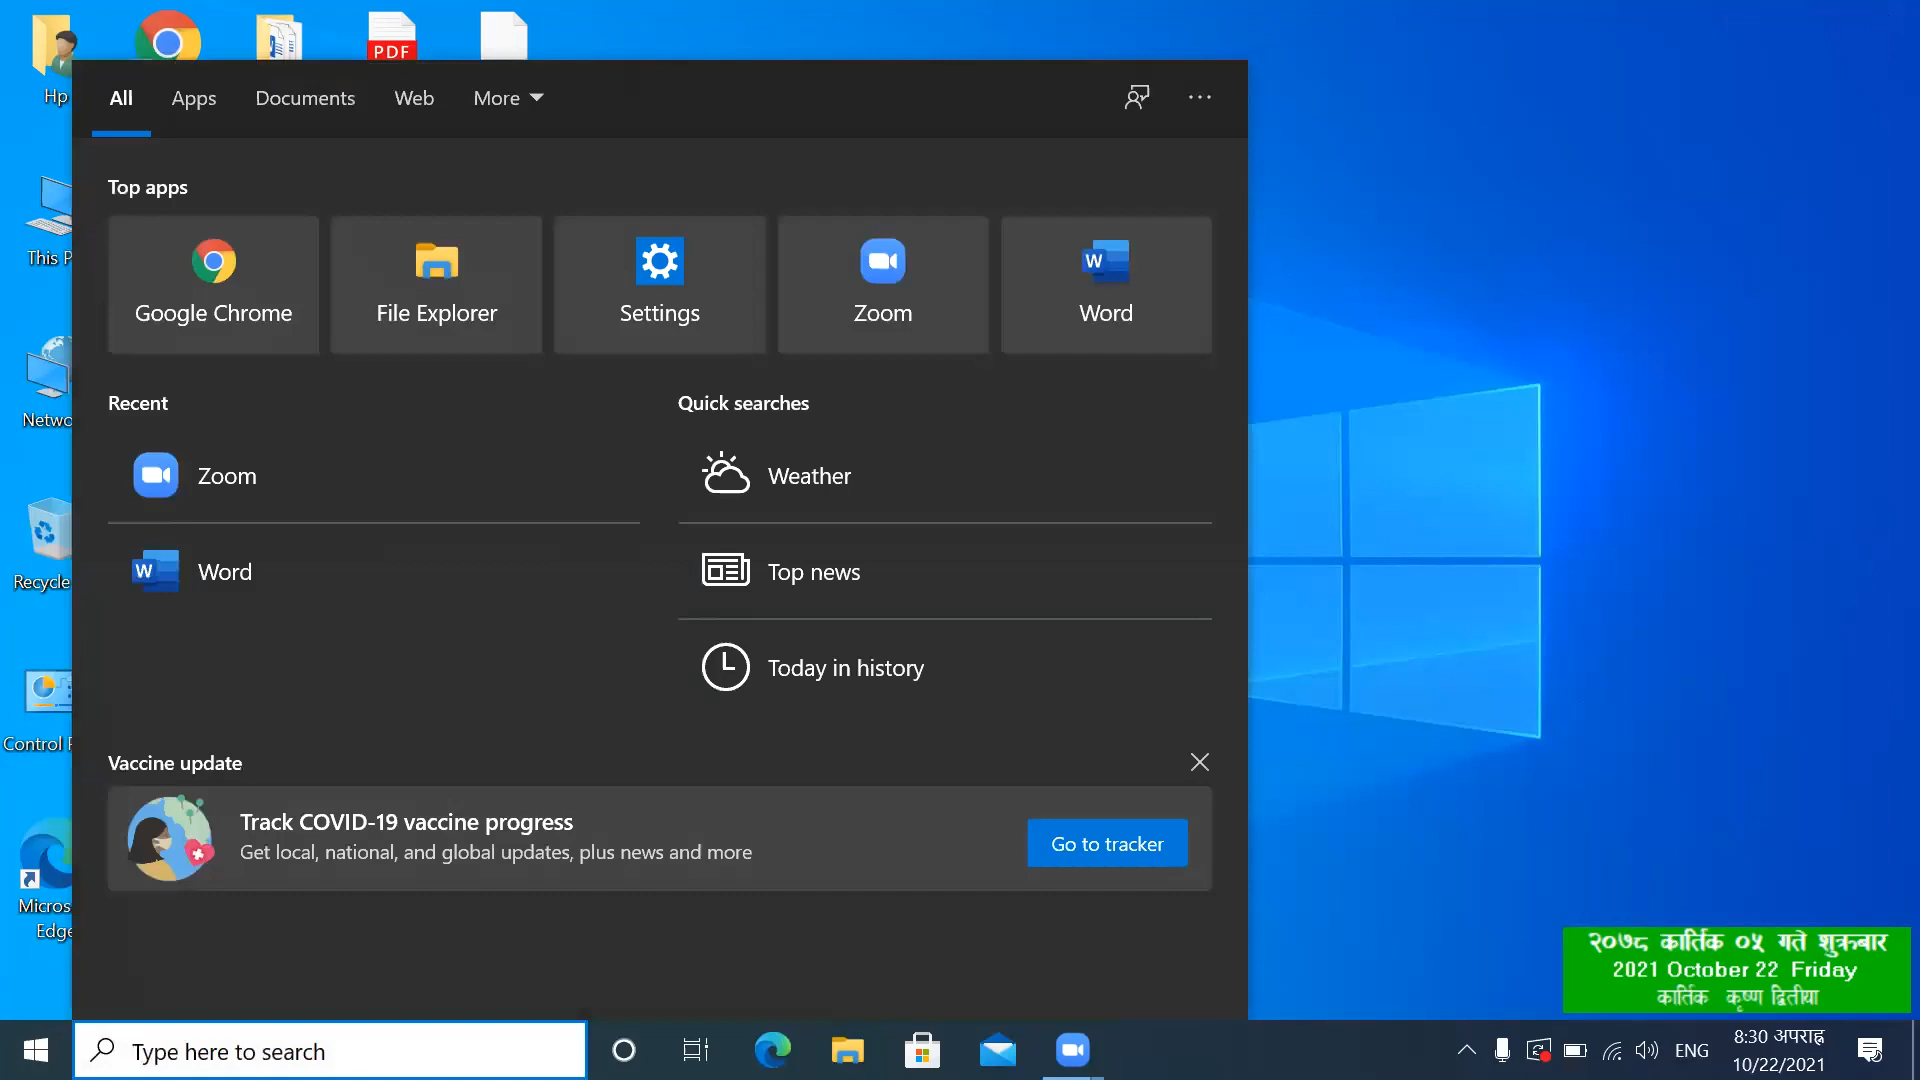 PDF
Hp
All
Apps
Documents
Web
More
Top apps
Google Chrome
File Explorer
Settings
Zoom
Word
This P
Recent
Quick searches
Netwo
Zoom
Weather
Word
Top news
Recycle
Today in history
Control
Vaccine update
Track COVID-19 vaccine progress
Get local, national, and global updates, plus news and more
Go to tracker
Micros
Edge
२०७८ कार्तिक ०५ गते शुक्रबार
2021 October 22 Friday
कार्तिक कृष्ण द्वितीया
Type here to search
ENG
8:30 अपराह्न
10/22/2021